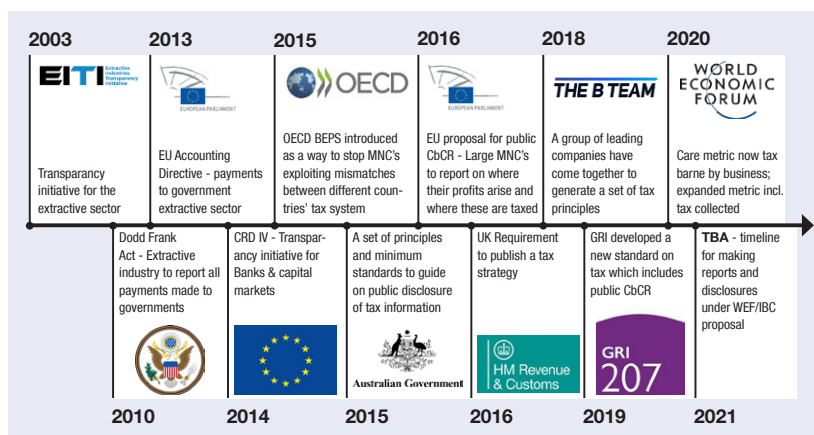 2003
2013
2015
2016
2018
2020
EITI Extractive
Industries
Transparency
Initiative
EUROPEAN PARLIAMENT
OECD
EUROPEAN PARLIAMENT
THE B TEAM
WORLD
ECONOMIC
FORUM
Transparency
initiative for the
extractive sector
EU Accounting
Directive - payments
to government
extractive sector
OECD BEPS introduced
as a way to stop MNC's
exploiting mismatches
between different coun-
tries' tax system
EU proposal for public
CbCR - Large MNC's
to report on where
their profits arise and
where these are taxed
A group of leading
companies have
come together to
generate a set of tax
principles
Care metric now tax
barne by business;
expanded metric incl.
tax collected
Dodd Frank
Act - Extractive
industry to report all
payments made to
governments
CRD IV - Transpar-
ancy initiative for
Banks & capital
markets
A set of principles
and minimum
standards to guide
on public disclosure
of tax information
Australian Government
UK Requirement
to publish a tax
strategy
HM Revenue
& Customs
GRI developed a
new standard on
tax which includes
public CbCR
GRI
207
TBA - timeline
for making
reports and
disclosures
under WEF/IBC
proposal
2010
2014
2015
2016
2019
2021